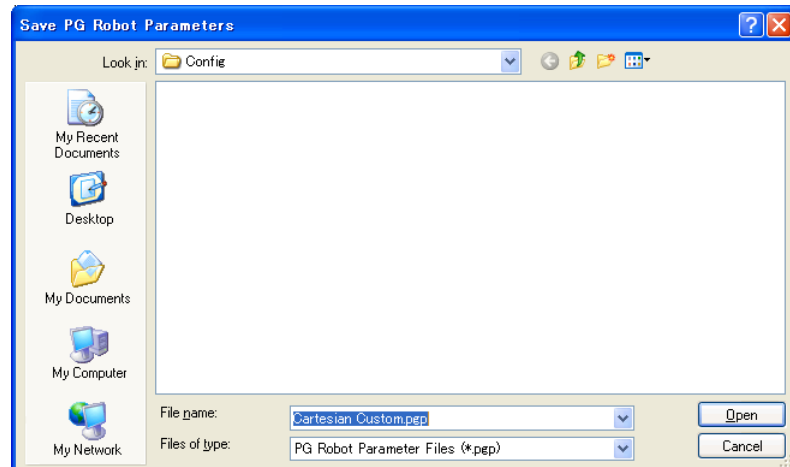 Save PG Robot Parameters
Look in:
Config
My Recent
Documents
Desktop
My Documents
My Computer
My Network
File name:
Cartesian Custom.pgp
Open
Files of type:
PG Robot Parameter Files (*.pgp)
Cancel